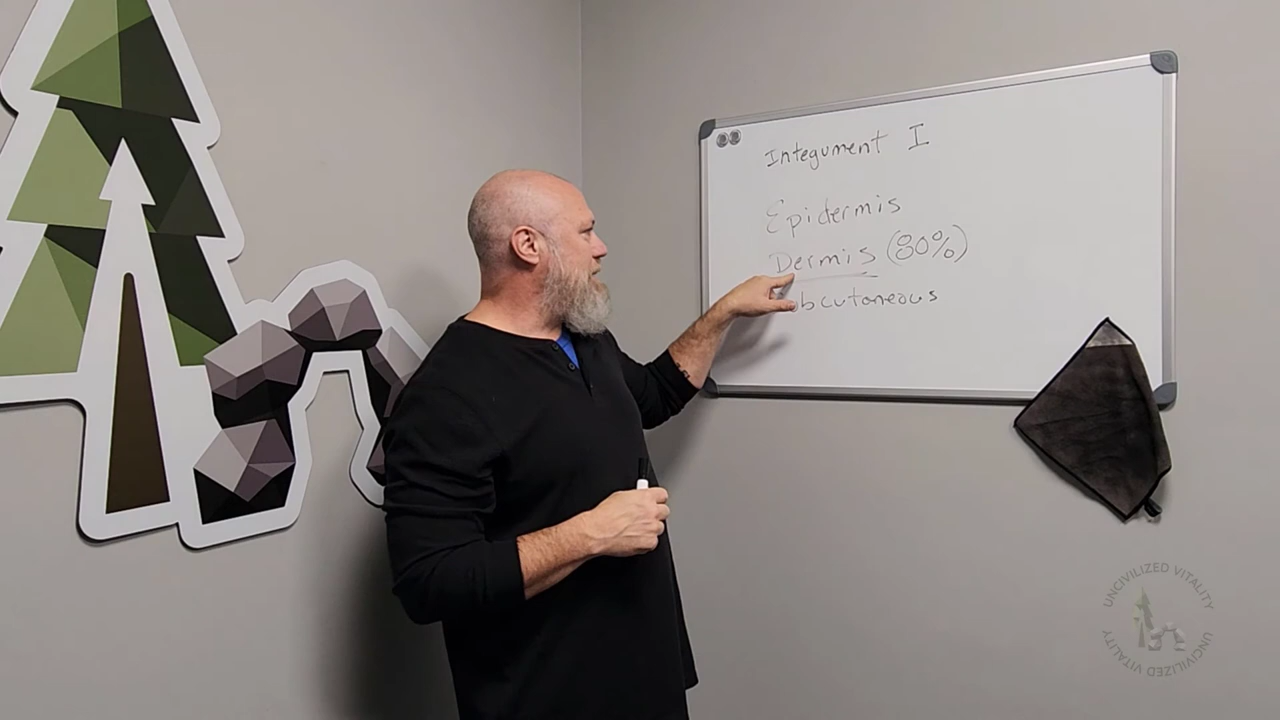 Integument I
Epidermis
Dermis (80%)
bcutaneous
UNCIVILIZED VITALITY
UNCIVILIZED VITALITY